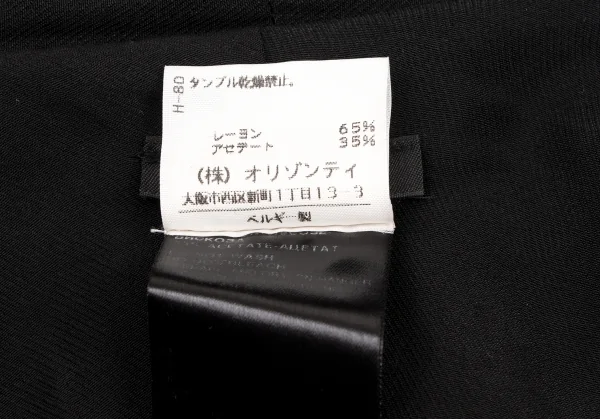 H-80
タンブル乾燥禁止。
レーヨン 65%
アセテート 35%
(株) オリゾンティ
大阪市西区新町1丁目13-3
ベルギー製
ACETATE-ALLETAT